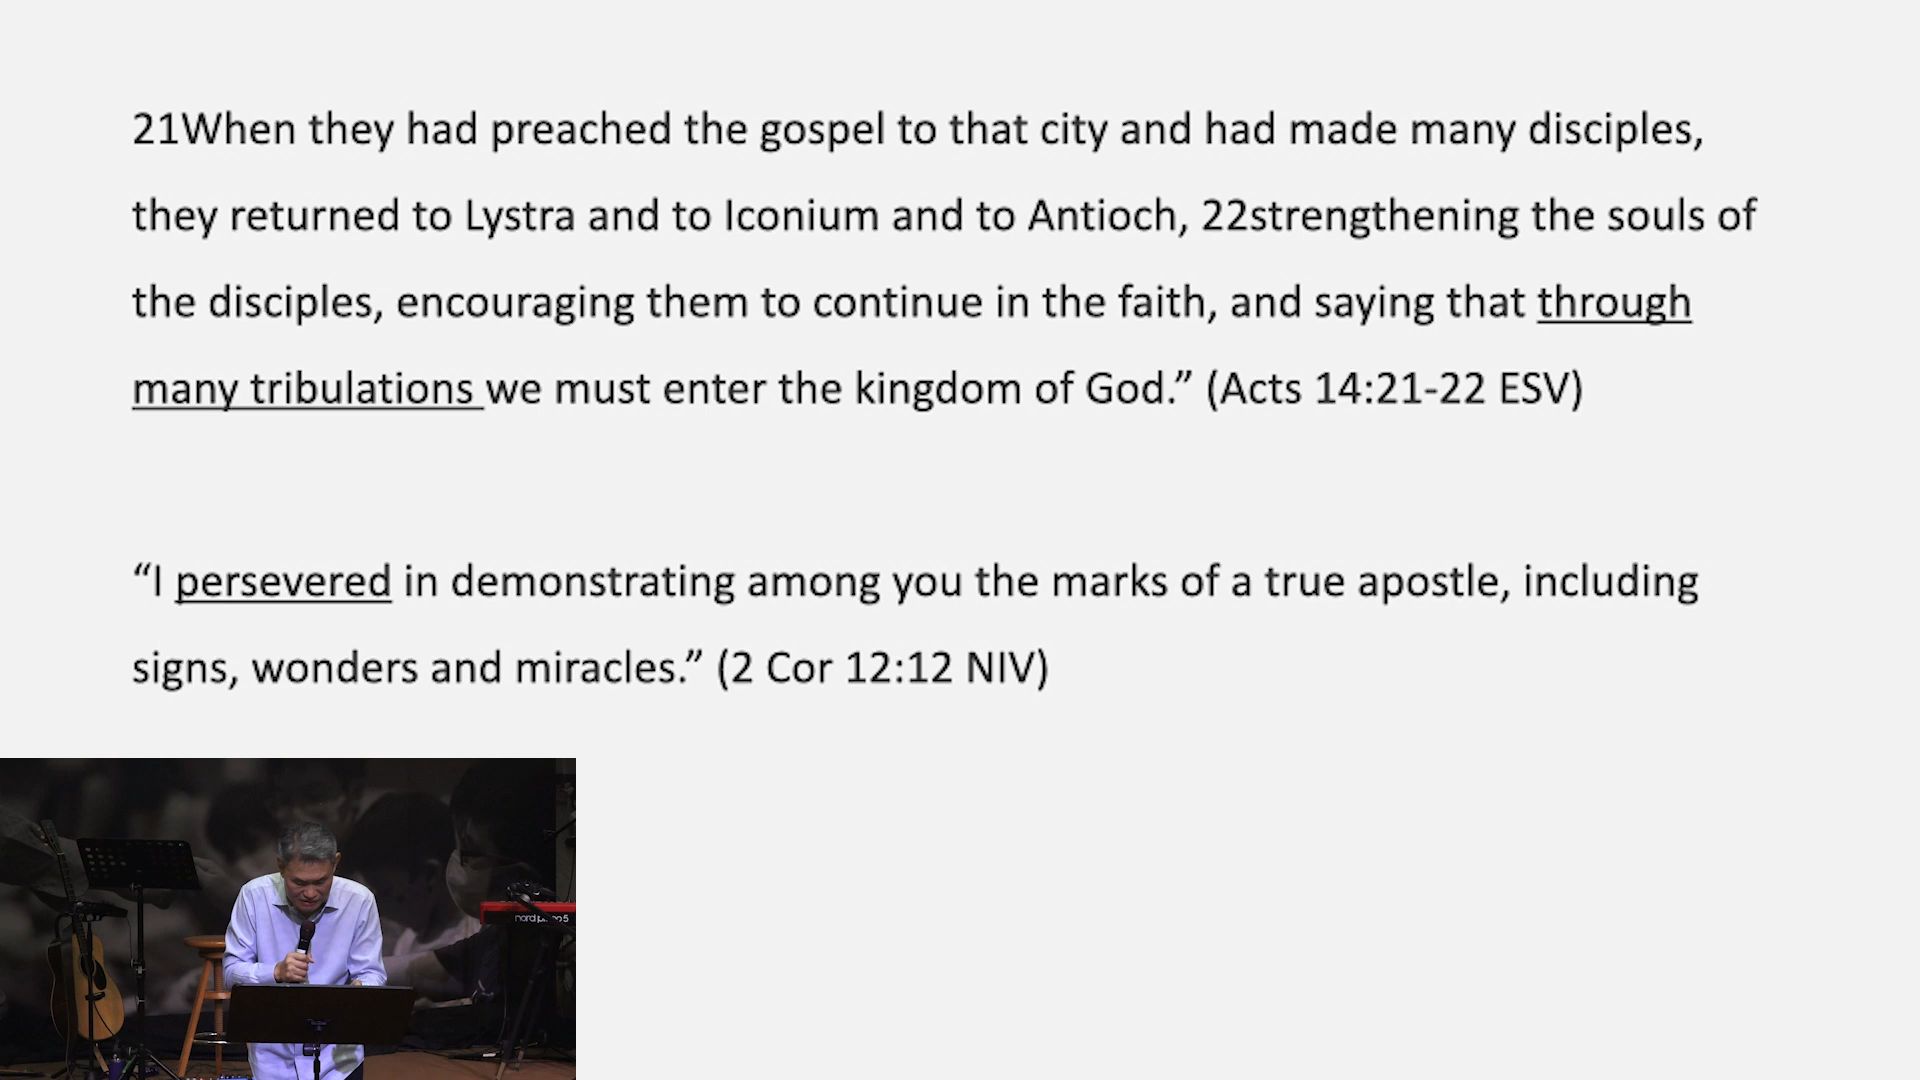 21When they had preached the gospel to that city and had made many disciples,
they returned to Lystra and to Iconium and to Antioch, 22strengthening the souls of
the disciples, encouraging them to continue in the faith, and saying that through
many tribulations we must enter the kingdom of God.” (Acts 14:21-22 ESV)
“I persevered in demonstrating among you the marks of a true apostle, including
signs, wonders and miracles.” (2 Cor 12:12 NIV)
nord